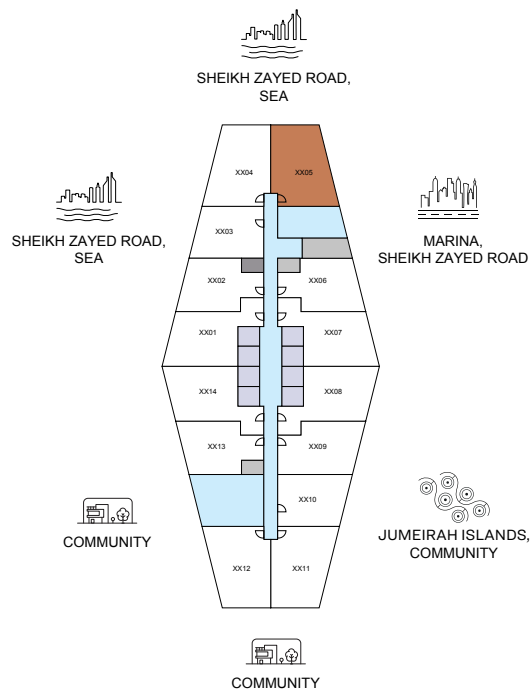 SHEIKH ZAYED ROAD,
SEA
XX04
XX05
SHEIKH ZAYED ROAD,
SEA
XX03
MARINA,
SHEIKH ZAYED ROAD
XX02
XX06
XX01
XX07
XX14
XX08
XX13
XX09
XX10
COMMUNITY
JUMEIRAH ISLANDS,
COMMUNITY
XX12
XX11
COMMUNITY